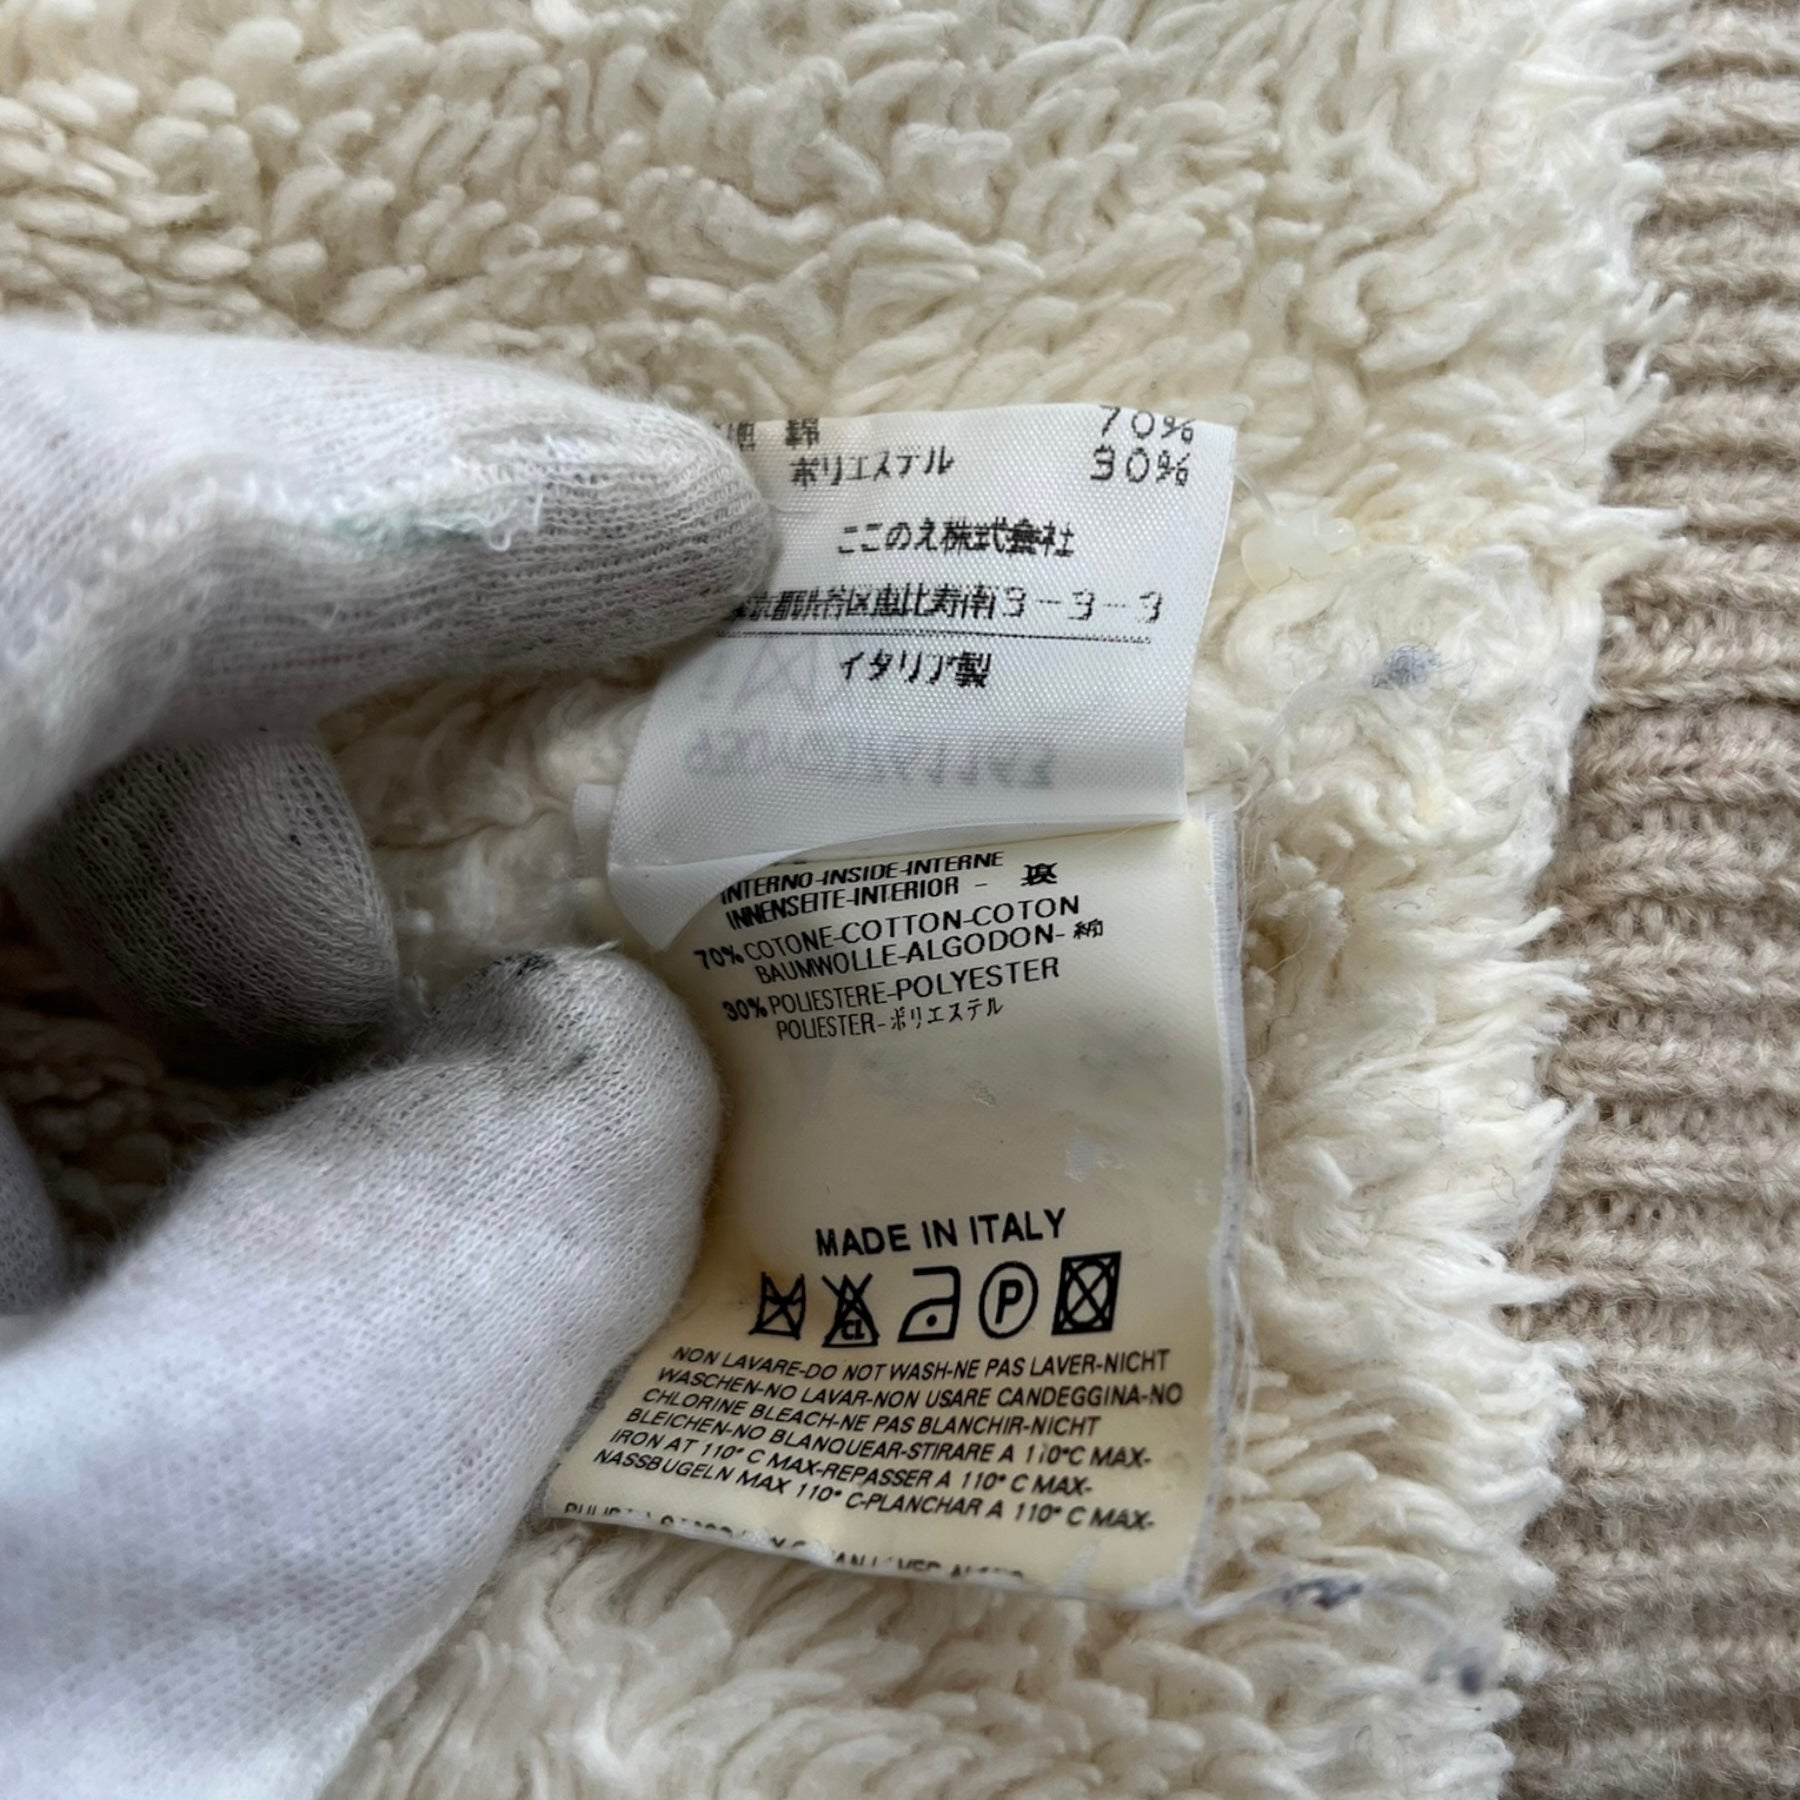 綿 70%
ポリエステル 30%
ここのえ株式会社
東京都渋谷区恵比寿南3-3-3
イタリア製
INTERNO-INSIDE-INTERNE
INNENSEITE-INTERIOR -
70% COTONE-COTTON-COTON
BAUMWOLLE-ALGODON-綿
30% POLIESTERE-POLYESTER
POLIESTER-ポリエステル
MADE IN ITALY
CL P
NON LAVARE-DO NOT WASH-NE PAS LAVER-NICHT
WASCHEN-NO LAVAR-NON USARE CANDEGGINA-NO
CHLORINE BLEACH-NE PAS BLANCHIR-NICHT
BLEICHEN-NO BLANQUEAR-STIRARE A 110°C MAX-
IRON AT 110° C MAX-REPASSER A 110° C MAX-
NASSBUGELN MAX 110° C-PLANCHAR A 110° C MAX-